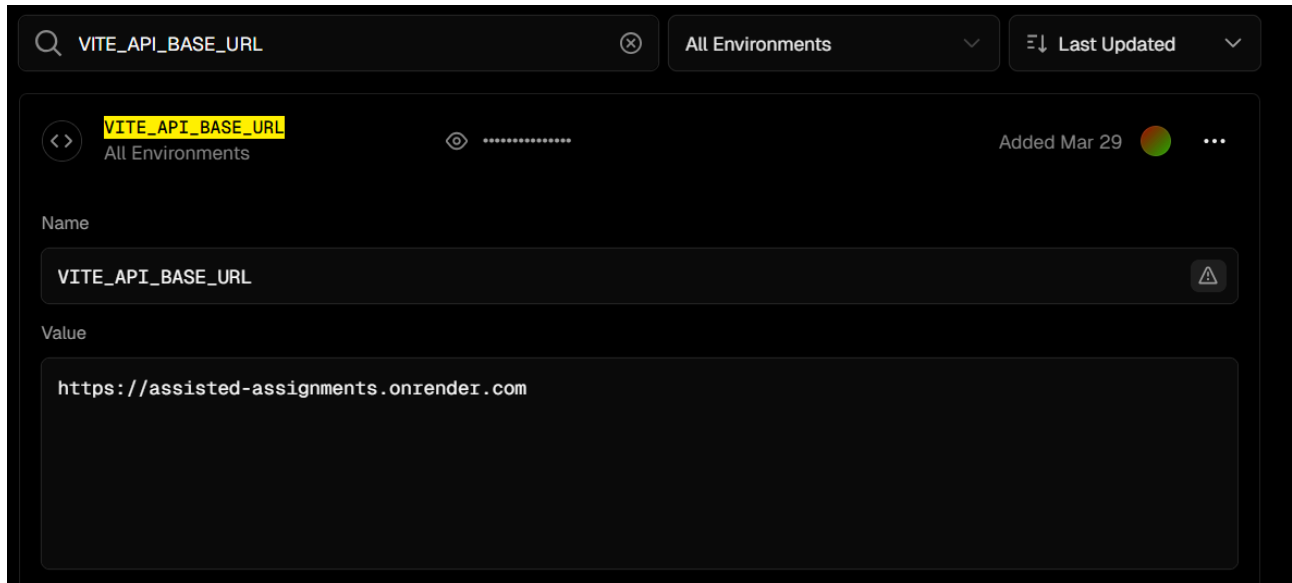 VITE_API_BASE_URL
All Environments
Last Updated
VITE_API_BASE_URL
All Environments
•••••••••••••••
Added Mar 29
Name
VITE_API_BASE_URL
Value
https://assisted-assignments.onrender.com